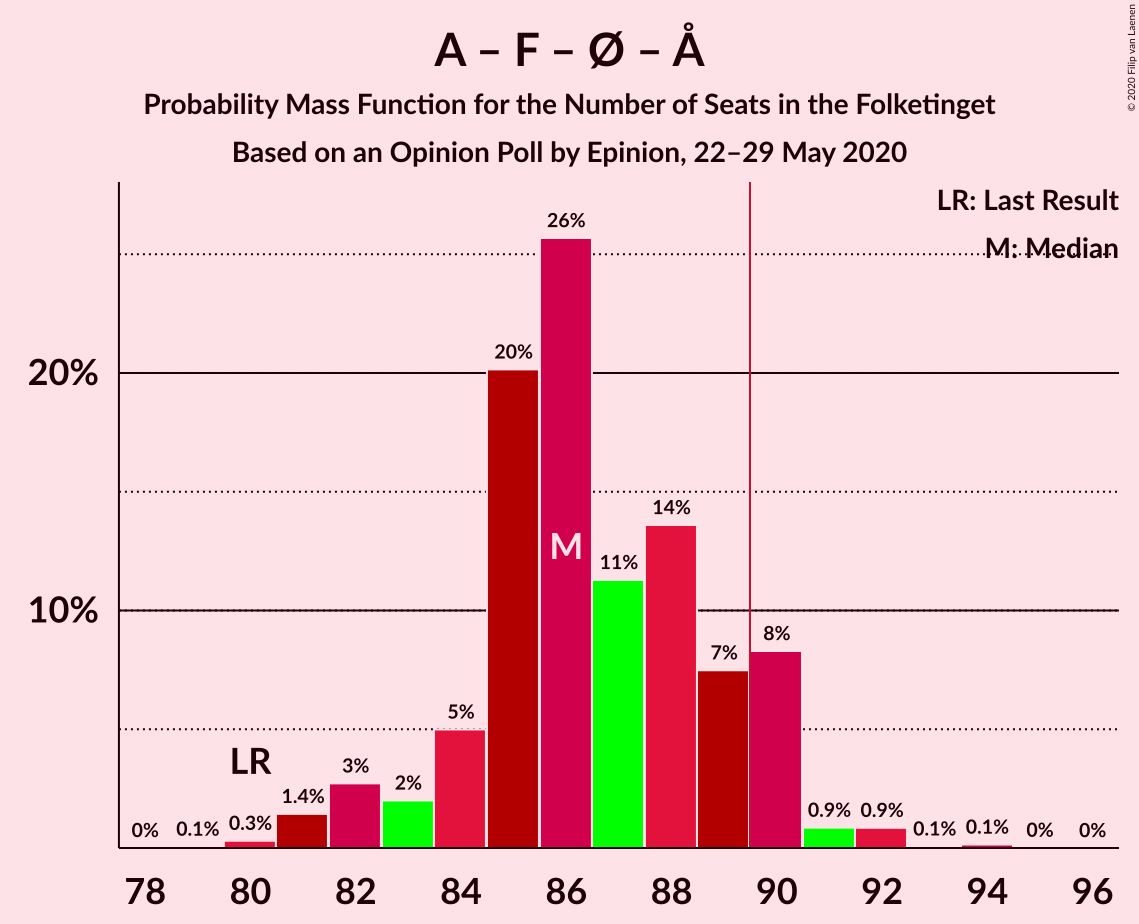 A – F – Ø – Å
Probability Mass Function for the Number of Seats in the Folketinget
Based on an Opinion Poll by Epinion, 22–29 May 2020
© 2020 Filip van Laenen
LR: Last Result
M: Median
26%
20%
20%
14%
M
11%
10%
8%
7%
5%
LR
3%
2%
1.4%
0.9%
0.9%
0%
0.1%
0.3%
0.1%
0.1%
0%
0%
78 80 82 84 86 88 90 92 94 96